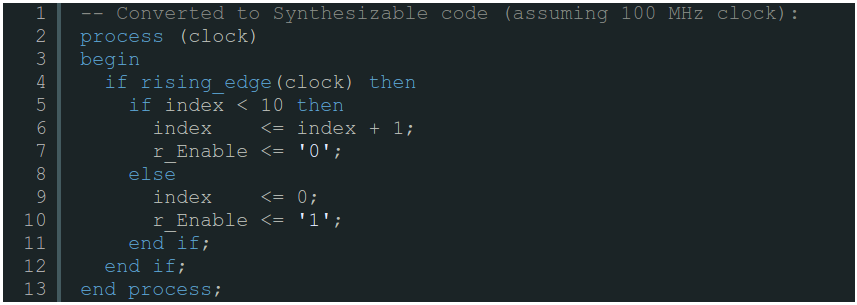 1 -- Converted to Synthesizable code (assuming 100 MHz clock):
2 process (clock)
3 begin
4   if rising_edge(clock) then
5     if index < 10 then
6       index    <= index + 1;
7       r_Enable <= '0';
8     else
9       index    <= 0;
10       r_Enable <= '1';
11     end if;
12   end if;
13 end process;